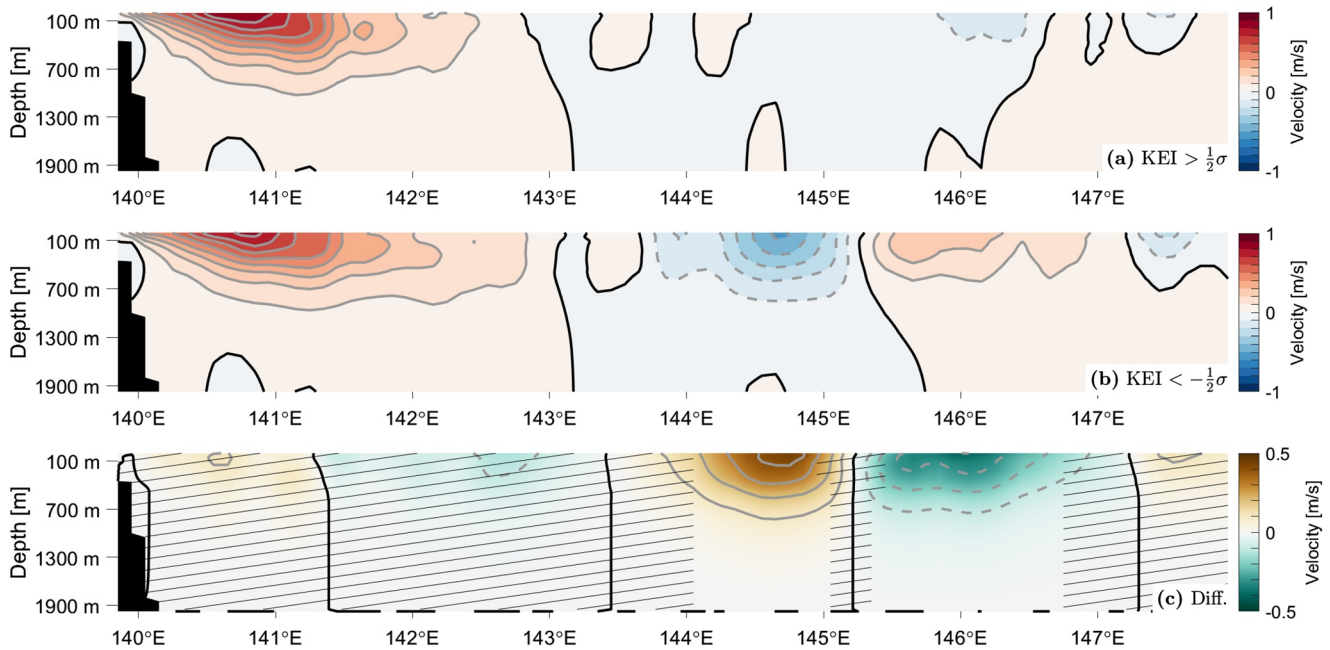 Depth [m]
100 m
700 m
1300 m
1900 m
140°E 141°E 142°E 143°E 144°E 145°E 146°E 147°E
(a) KEI > ½σ
1
0
-1
Velocity [m/s]
Depth [m]
100 m
700 m
1300 m
1900 m
140°E 141°E 142°E 143°E 144°E 145°E 146°E 147°E
(b) KEI < −½σ
1
0
-1
Velocity [m/s]
Depth [m]
100 m
700 m
1300 m
1900 m
140°E 141°E 142°E 143°E 144°E 145°E 146°E 147°E
(c) Diff.
0.5
0
-0.5
Velocity [m/s]